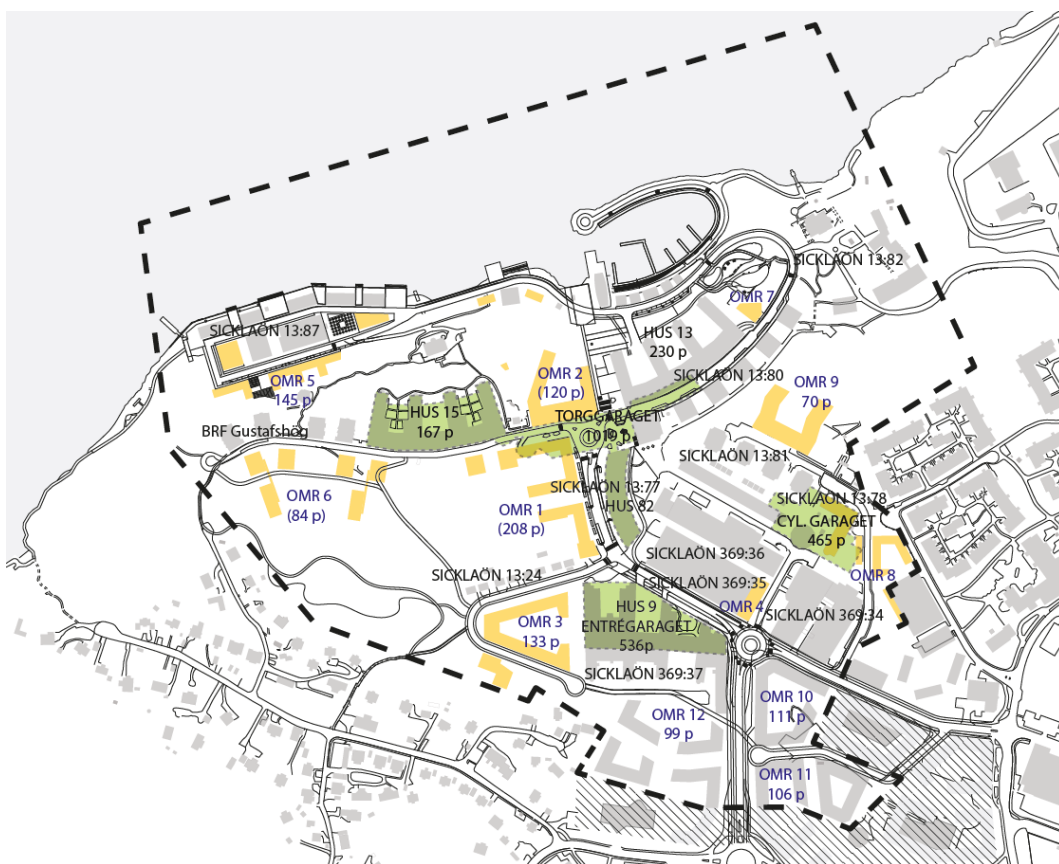 SICKLAÖN 13:82
OMR 7
SICKLAÖN 13:87
HUS 13
230 p
OMR 5
145 p
OMR 2
(120 p)
SICKLAÖN 13:80
OMR 9
70 p
HUS 15
167 p
TORGGARAGET
1019 p
BRF Gustafshög
SICKLAÖN 13:81
OMR 6
(84 p)
OMR 1
(208 p)
SICKLAÖN 13:77
HUS 82
SICKLAÖN 13:78
CYL. GARAGET
465 p
SICKLAÖN 369:36
OMR 8
SICKLAÖN 13:24
SICKLAÖN 369:35
OMR 4
SICKLAÖN 369:34
OMR 3
133 p
HUS 9
ENTRÉGARAGET
536p
SICKLAÖN 369:37
OMR 12
99 p
OMR 10
111 p
OMR 11
106 p